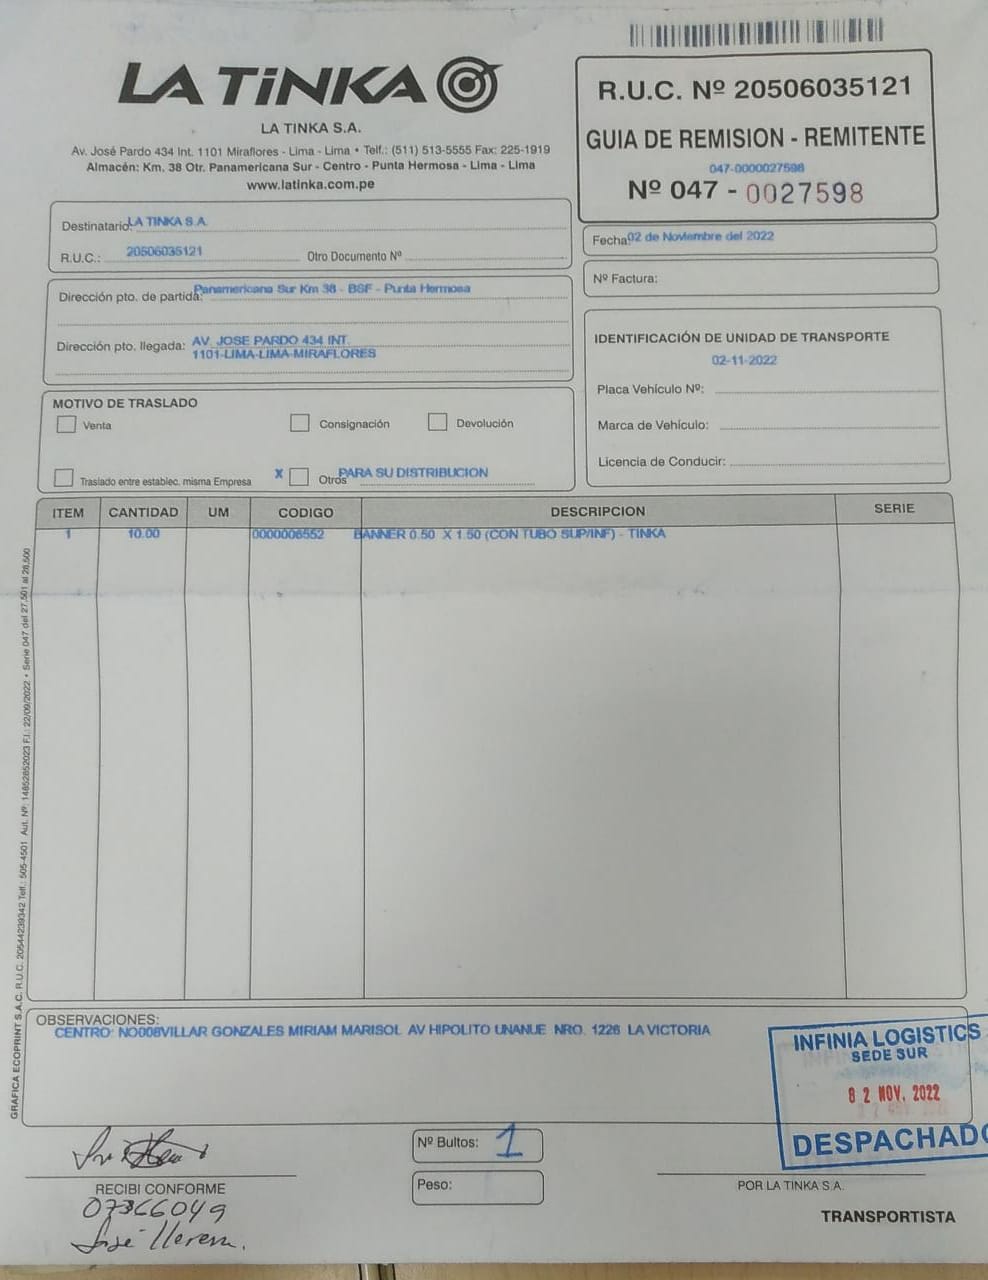 LA TiNKA
LA TINKA S.A.
Av. José Pardo 434 Int. 1101 Miraflores - Lima - Lima • Telf.: (511) 513-5555 Fax: 225-1919
Almacén: Km. 38 Otr. Panamericana Sur - Centro - Punta Hermosa - Lima - Lima
www.latinka.com.pe
R.U.C. Nº 20506035121
GUIA DE REMISION - REMITENTE
047-0000027598
Nº 047 - 0027598
Destinatario: LA TINKA S.A.
R.U.C.: 20506035121 Otro Documento Nº
Fecha: 02 de Noviembre del 2022
Nº Factura:
Dirección pto. de partida: Panamericana Sur Km 38 - BSF - Punta Hermosa
Dirección pto. llegada: AV. JOSE PARDO 434 INT.
1101-LIMA-LIMA-MIRAFLORES
IDENTIFICACIÓN DE UNIDAD DE TRANSPORTE
02-11-2022
Placa Vehículo Nº:
Marca de Vehículo:
Licencia de Conducir:
MOTIVO DE TRASLADO
Venta Consignación Devolución
Traslado entre establec. misma Empresa X Otros PARA SU DISTRIBUCION
ITEM CANTIDAD UM CODIGO DESCRIPCION SERIE
1 10.00 0000006552 BANNER 0.50 X 1.50 (CON TUBO SUP/INF) - TINKA
GRAFICA ECOPRINT S.A.C. R.U.C. 20544239342 Telf.: 505-4501 Aut. Nº: 14852852023 F.I.: 22/09/2022 • Serie 047 del 27,501 al 28,500
OBSERVACIONES:
CENTRO: NO008VILLAR GONZALES MIRIAM MARISOL AV HIPOLITO UNANUE NRO. 1226 LA VICTORIA
INFINIA LOGISTICS
SEDE SUR
02 NOV. 2022
DESPACHADO
Nº Bultos: 1
Peso:
RECIBI CONFORME
07366049
José Llerena.
POR LA TINKA S.A.
TRANSPORTISTA